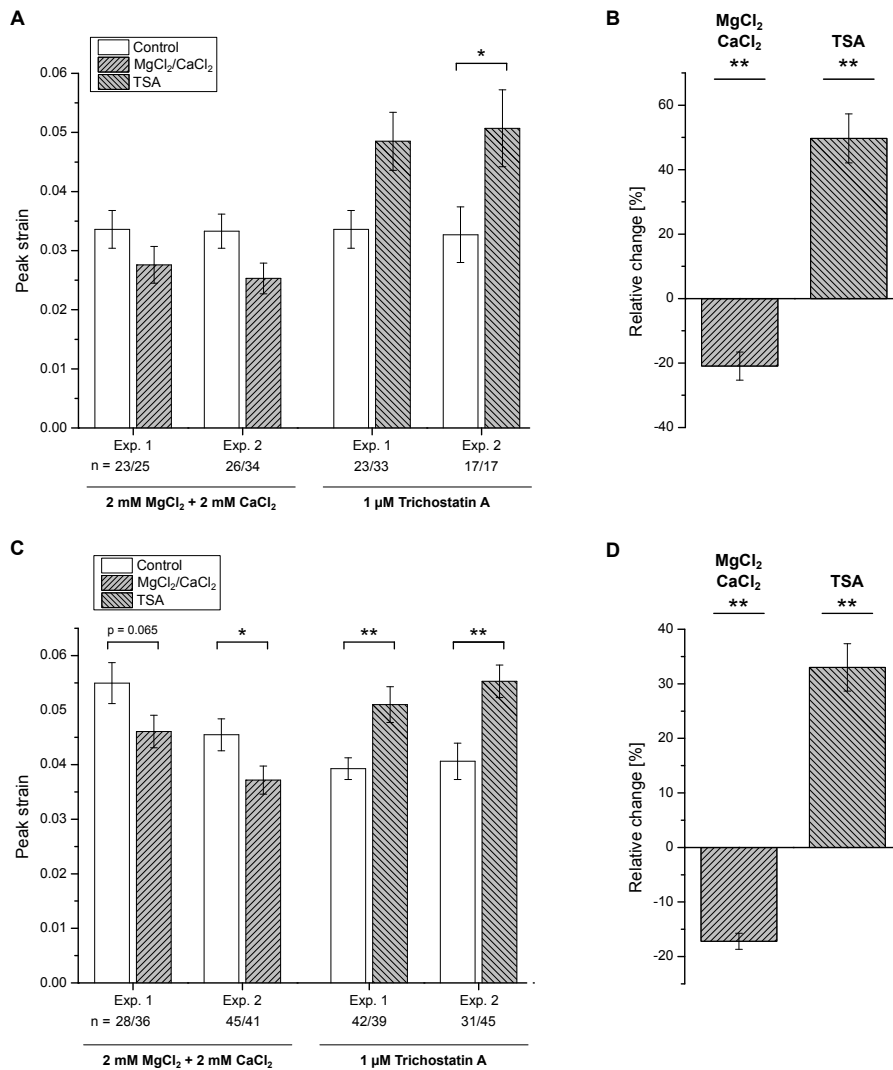 A
Control
MgCl₂/CaCl₂
TSA
*
0.06
0.05
0.04
0.03
0.02
0.01
0.00
Peak strain
Exp. 1 Exp. 2 Exp. 1 Exp. 2
n = 23/25 26/34 23/33 17/17
2 mM MgCl₂ + 2 mM CaCl₂ 1 µM Trichostatin A
B
MgCl₂
CaCl₂ TSA
** **
60
40
20
0
-20
-40
Relative change [%]
C
Control
MgCl₂/CaCl₂
TSA
p = 0.065 * ** **
0.06
0.05
0.04
0.03
0.02
0.01
0.00
Peak strain
Exp. 1 Exp. 2 Exp. 1 Exp. 2
n = 28/36 45/41 42/39 31/45
2 mM MgCl₂ + 2 mM CaCl₂ 1 µM Trichostatin A
D
MgCl₂
CaCl₂ TSA
** **
40
30
20
10
0
-10
-20
Relative change [%]